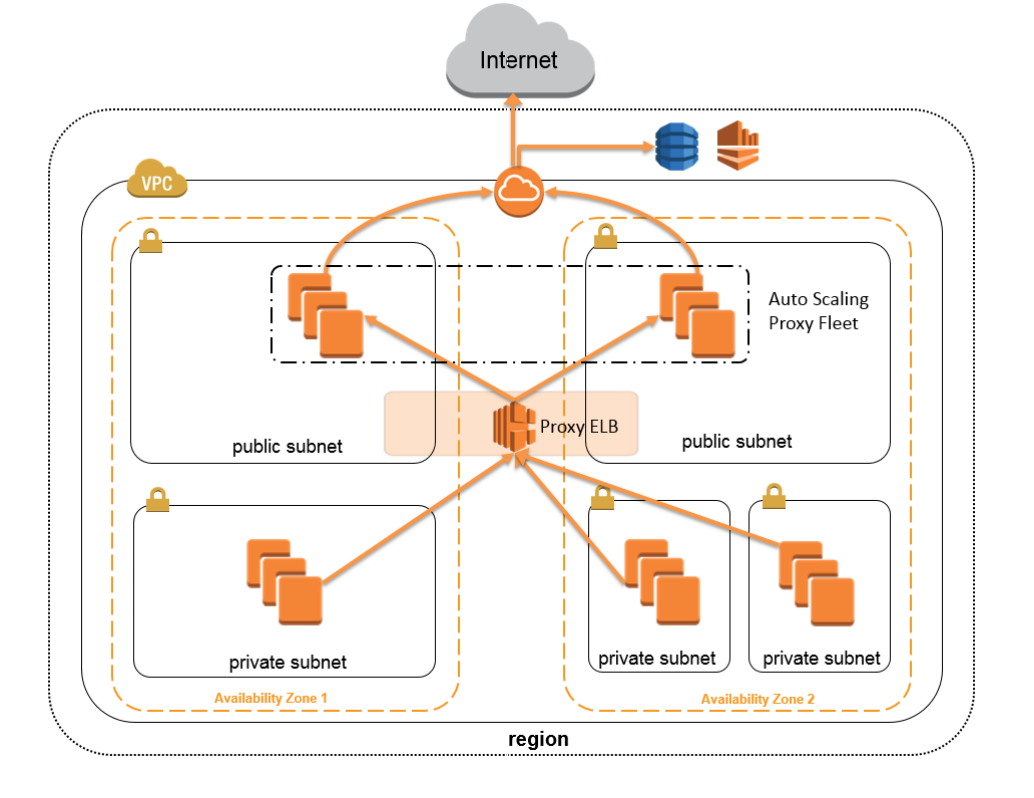 Internet
VPC
Auto Scaling
Proxy Fleet
public subnet
Proxy ELB
public subnet
private subnet
private subnet
private subnet
Availability Zone 1
Availability Zone 2
region